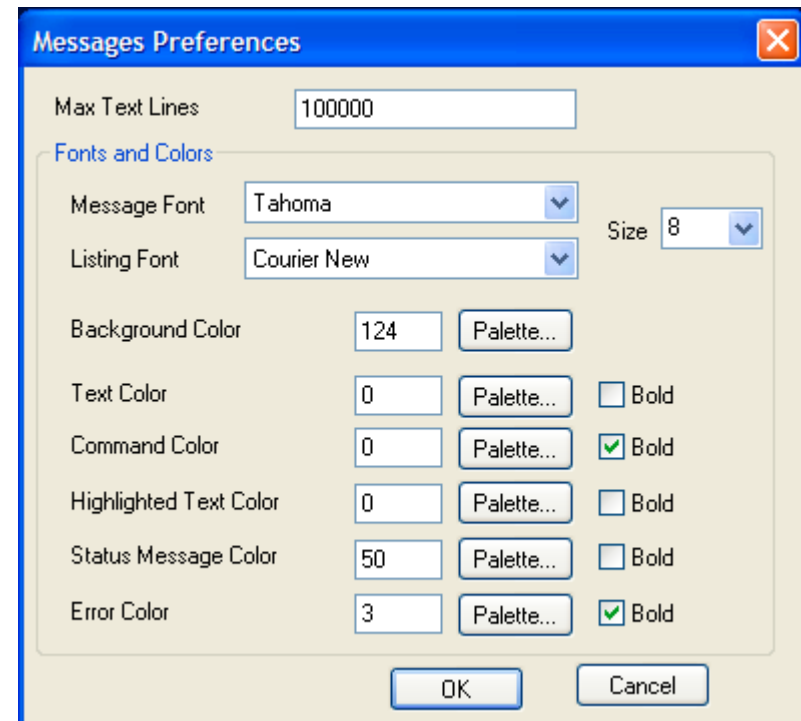 Messages Preferences
Max Text Lines 100000
Fonts and Colors
Message Font Tahoma
Size 8
Listing Font Courier New
Background Color 124 Palette...
Text Color 0 Palette... Bold
Command Color 0 Palette... Bold
Highlighted Text Color 0 Palette... Bold
Status Message Color 50 Palette... Bold
Error Color 3 Palette... Bold
OK Cancel